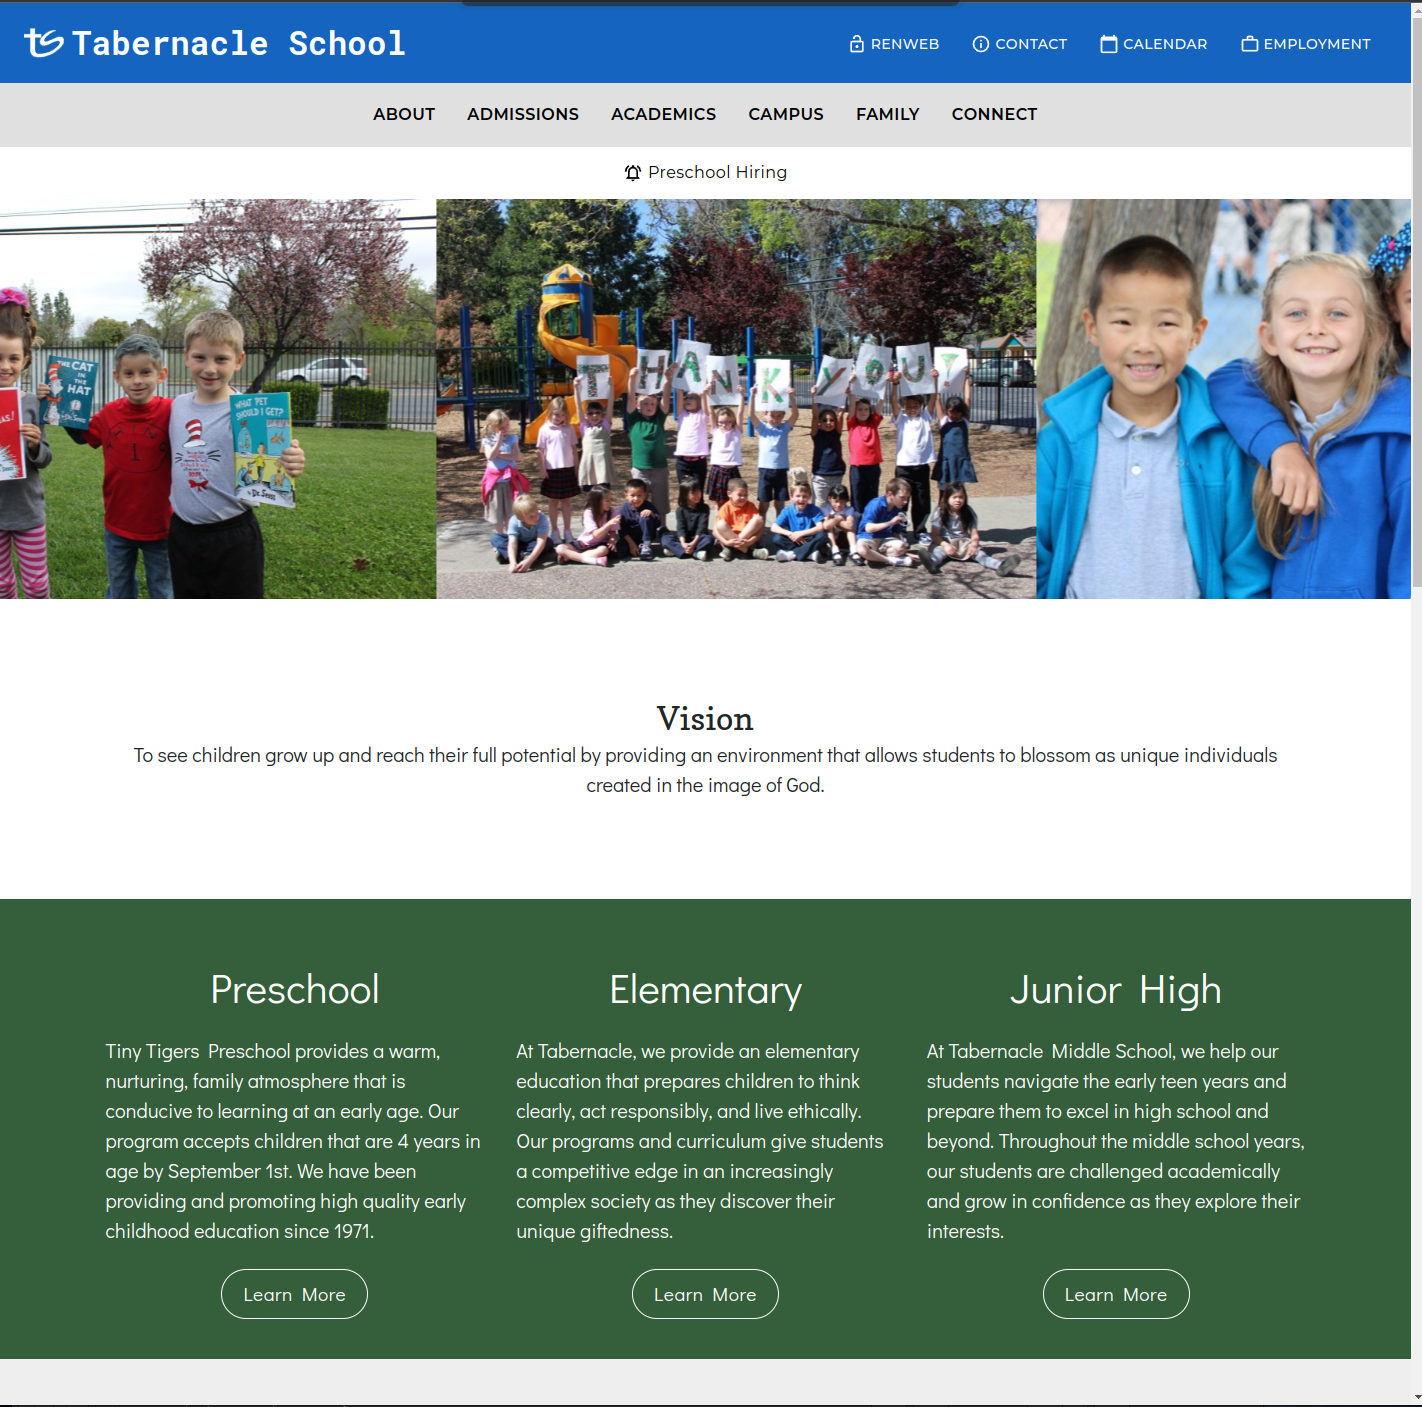 ts Tabernacle School
RENWEB CONTACT CALENDAR EMPLOYMENT
ABOUT ADMISSIONS ACADEMICS CAMPUS FAMILY CONNECT
Preschool Hiring
THE CAT
IN THE
HAT
WHAT PET
SHOULD I GET?
Dr. Seuss
THANK YOU!
Vision
To see children grow up and reach their full potential by providing an environment that allows students to blossom as unique individuals
created in the image of God.
Preschool
Tiny Tigers Preschool provides a warm,
nurturing, family atmosphere that is
conducive to learning at an early age. Our
program accepts children that are 4 years in
age by September 1st. We have been
providing and promoting high quality early
childhood education since 1971.
Learn More
Elementary
At Tabernacle, we provide an elementary
education that prepares children to think
clearly, act responsibly, and live ethically.
Our programs and curriculum give students
a competitive edge in an increasingly
complex society as they discover their
unique giftedness.
Learn More
Junior High
At Tabernacle Middle School, we help our
students navigate the early teen years and
prepare them to excel in high school and
beyond. Throughout the middle school years,
our students are challenged academically
and grow in confidence as they explore their
interests.
Learn More